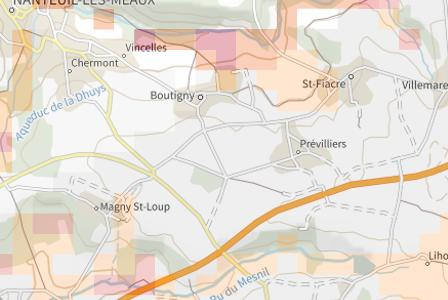 NANTEUIL-LÈS-MEAUX
Vincelles
Chermont
St-Fiacre
Villemare
Boutigny
Aqueduc de la Dhuys
Prévilliers
Magny St-Loup
Ru du Mesnil
Liho